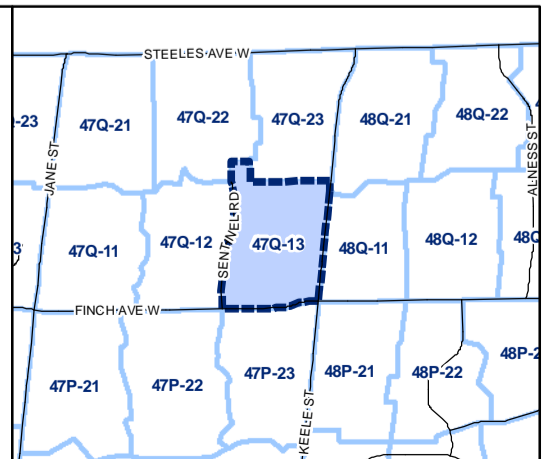 STEELES AVE W
-23
47Q-21
47Q-22
47Q-23
48Q-21
48Q-22
JANE ST
ALNESS ST
SENTINEL RD
47Q-11
47Q-12
47Q-13
48Q-11
48Q-12
48Q
FINCH AVE W
47P-21
47P-22
47P-23
48P-21
48P-22
48P-2
KEELE ST